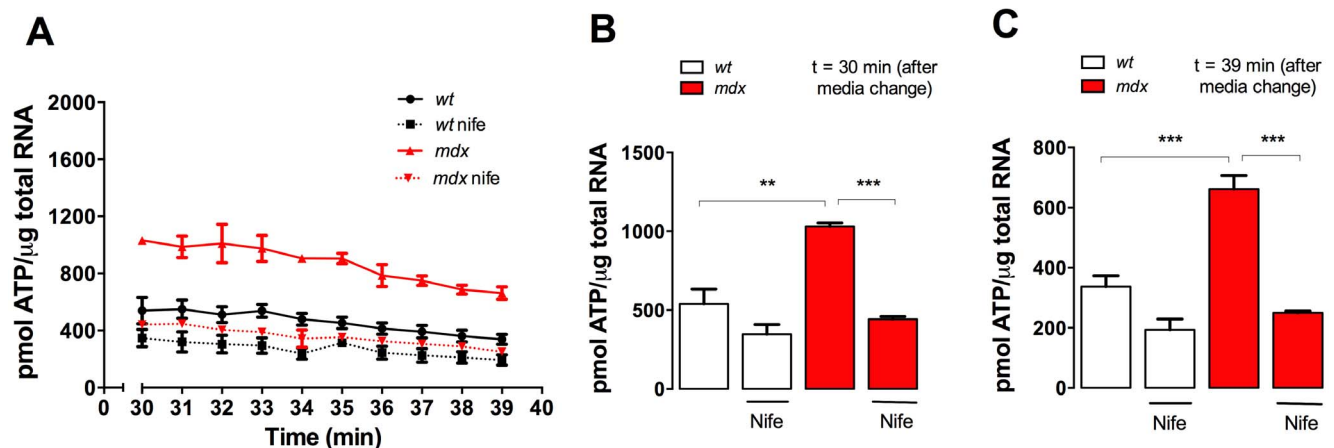 A
pmol ATP/μg total RNA
2000
1600
1200
800
400
0
0
30
31
32
33
34
35
36
37
38
39
40
Time (min)
wt
wt nife
mdx
mdx nife
B
wt
mdx
t = 30 min (after
media change)
pmol ATP/μg total RNA
1500
1000
500
0
**
***
Nife
Nife
C
wt
mdx
t = 39 min (after
media change)
pmol ATP/μg total RNA
800
600
400
200
0
***
***
Nife
Nife